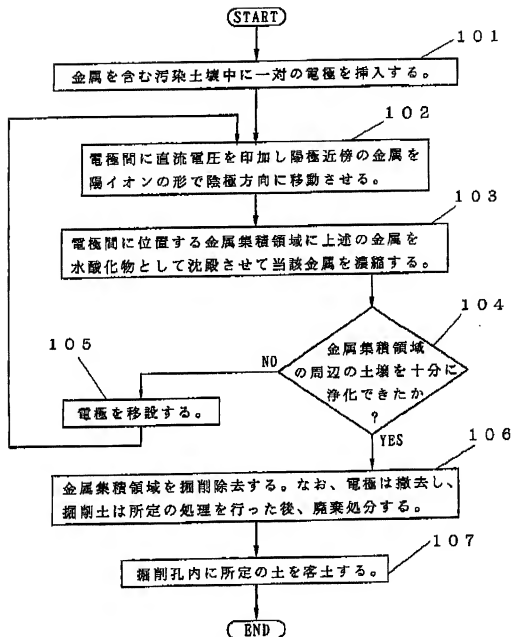 START
101
金属を含む汚染土壌中に一対の電極を挿入する。
102
電極間に直流電圧を印加し陽極近傍の金属を
陽イオンの形で陰極方向に移動させる。
103
電極間に位置する金属集積領域に上述の金属を
水酸化物として沈殿させて当該金属を濃縮する。
104
金属集積領域
の周辺の土壌を十分に
浄化できたか
?
NO
105
電極を移設する。
YES
106
金属集積領域を掘削除去する。なお、電極は撤去し、
掘削土は所定の処理を行った後、廃棄処分する。
107
掘削孔内に所定の土を客土する。
END